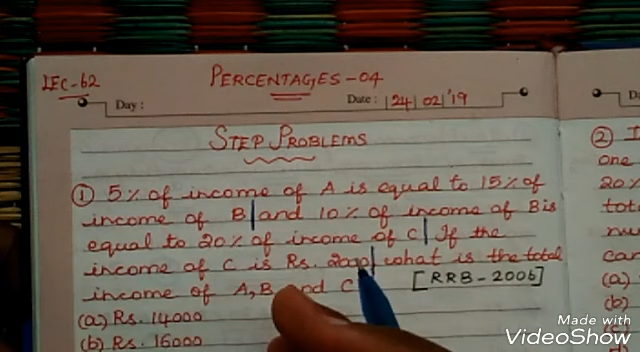 LEC-62
PERCENTAGES-04
Day :
Date : 24 02 '19
STEP PROBLEMS
① 5% of income of A is equal to 15% of
income of B and 10% of income of B is
equal to 20% of income of C If the
income of C is Rs. 2000 what is the total
income of A, B and C
[RRB-2006]
(a) Rs. 14000
(b) Rs. 16000
②
one
20%
can
(a)
(b)
Made with
VideoShow